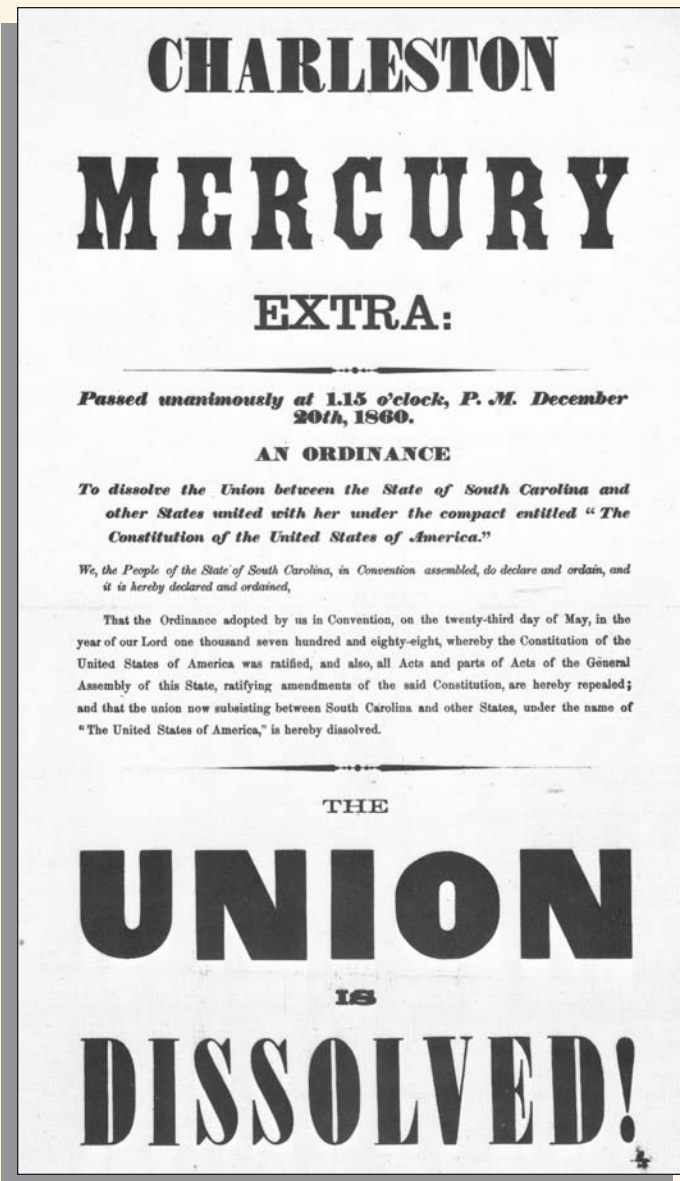 CHARLESTON
MERCURY
EXTRA:
Passed unanimously at 1.15 o'clock, P. M. December
20th, 1860.
AN ORDINANCE
To dissolve the Union between the State of South Carolina and
other States united with her under the compact entitled “ The
Constitution of the United States of America.”
We, the People of the State of South Carolina, in Convention assembled, do declare and ordain, and
it is hereby declared and ordained,
That the Ordinance adopted by us in Convention, on the twenty-third day of May, in the
year of our Lord one thousand seven hundred and eighty-eight, whereby the Constitution of the
United States of America was ratified, and also, all Acts and parts of Acts of the General
Assembly of this State, ratifying amendments of the said Constitution, are hereby repealed;
and that the union now subsisting between South Carolina and other States, under the name of
“The United States of America,” is hereby dissolved.
THE
UNION
IS
DISSOLVED!